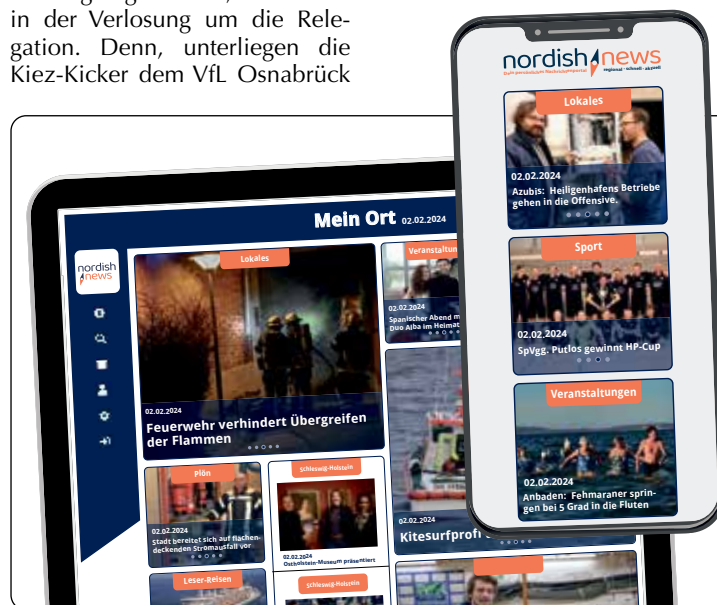 in der Verlosung um die Rele-
gation. Denn, unterliegen die
Kiez-Kicker dem VfL Osnabrück
Mein Ort 02.02.2024
nordish
news
Lokales
02.02.2024
Feuerwehr verhindert Übergreifen
der Flammen
02.02.2024
Spanischer Abend
Duo Alba im
Plön
02.02.2024
Stadt bereitet sich auf flächen-
deckenden Stromausfall vor
Schleswig-Holstein
02.02.2024
Ostholstein-Museum präsentiert
02.02.2024
Kitesurfprofi
Leser-Reisen
Schleswig-Holstein
nordish news
regional · schnell · aktuell
Lokales
02.02.2024
Azubis: Heiligenhafens Betriebe
gehen in die Offensive.
Sport
02.02.2024
SpVgg. Putlos gewinnt HP-Cup
Veranstaltungen
02.02.2024
Anbaden: Fehmaraner sprin-
gen bei 5 Grad in die Fluten